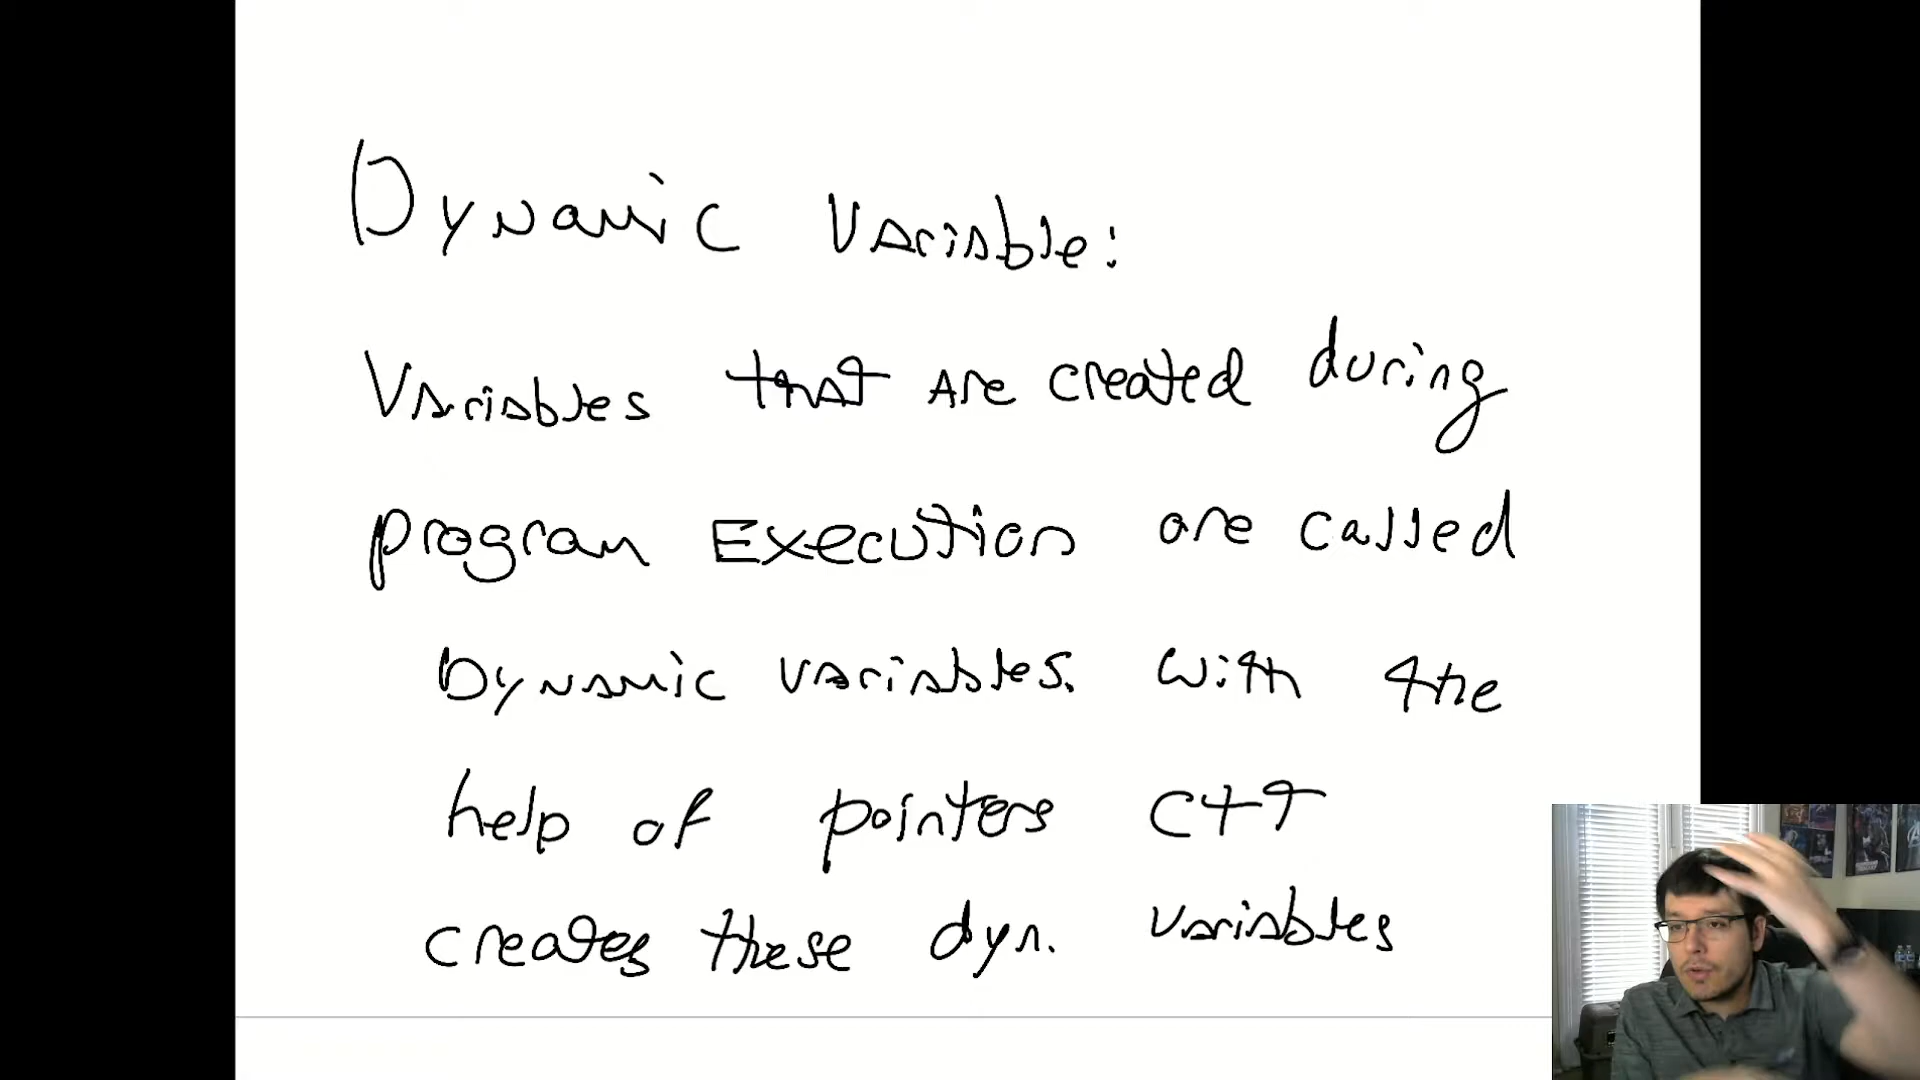 Dynamic Variable:
Variables that are created during
program Execution are called
Dynamic variables. With the
help of pointers C++
creates these dyn. variables